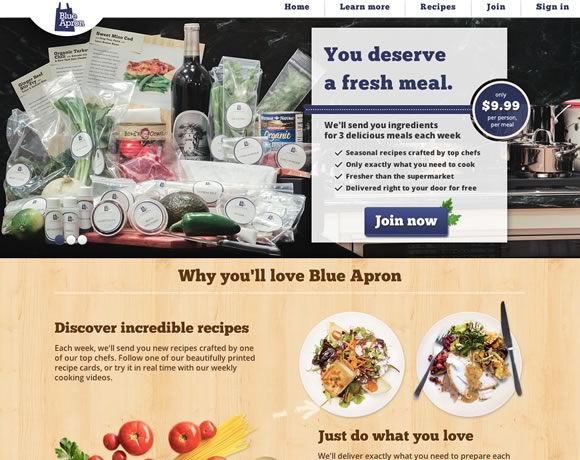 Blue
Apron
Home
Learn more
Recipes
Join
Sign in
Sweet Miso Cod
Organic Turkey
Chili
Ginger Beef
Stir Fry
Organic
You deserve
a fresh meal.
only
$9.99
per person,
per meal
We'll send you ingredients
for 3 delicious meals each week
Seasonal recipes crafted by top chefs
Only exactly what you need to cook
Fresher than the supermarket
Delivered right to your door for free
Join now
Why you'll love Blue Apron
Discover incredible recipes
Each week, we'll send you new recipes crafted by
one of our top chefs. Follow one of our beautifully printed
recipe cards, or try it in real time with our weekly
cooking videos.
Just do what you love
We'll deliver exactly what you need to prepare each